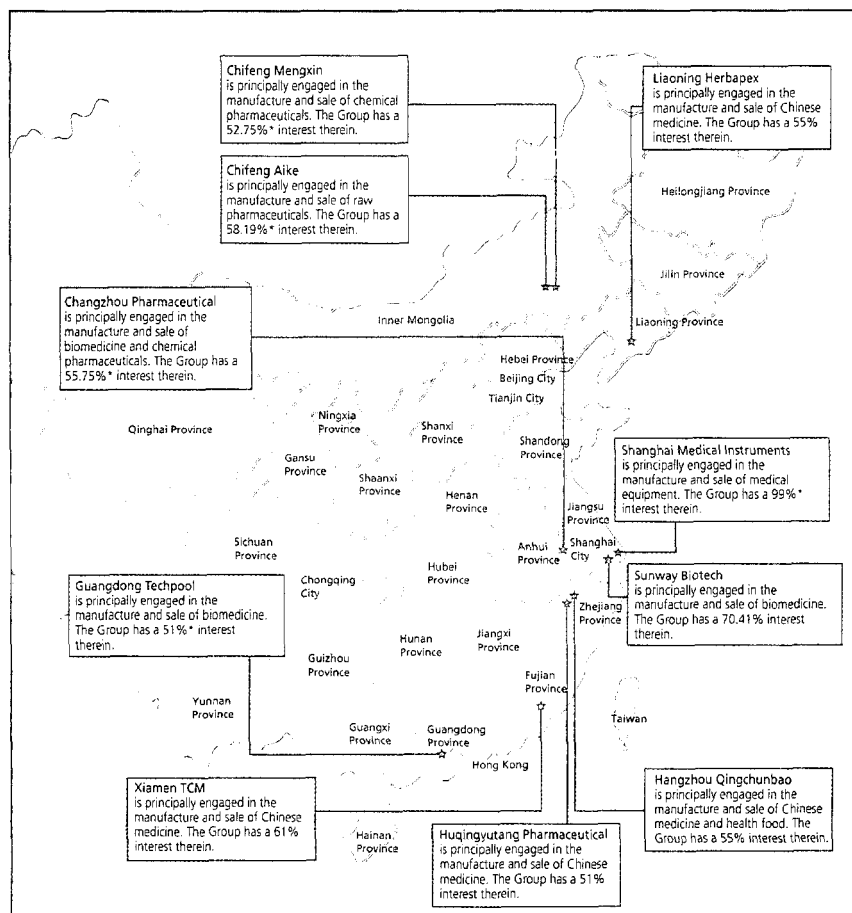 Chifeng Mengxin
is principally engaged in the
manufacture and sale of chemical
pharmaceuticals. The Group has a
52.75%* interest therein.
Liaoning Herbapex
is principally engaged in the
manufacture and sale of Chinese
medicine. The Group has a 55%
interest therein.
Chifeng Aike
is principally engaged in the
manufacture and sale of raw
pharmaceuticals. The Group has a
58.19%* interest therein.
Heilongjiang Province
Jilin Province
Changzhou Pharmaceutical
is principally engaged in the
manufacture and sale of
biomedicine and chemical
pharmaceuticals. The Group has a
55.75%* interest therein.
Inner Mongolia
Liaoning Province
Hebei Province
Beijing City
Tianjin City
Qinghai Province
Ningxia
Province
Shanxi
Province
Shandong
Province
Gansu
Province
Shaanxi
Province
Henan
Province
Shanghai Medical Instruments
is principally engaged in the
manufacture and sale of medical
equipment. The Group has a 99%*
interest therein.
Jiangsu
Province
Sichuan
Province
Chongqing
City
Hubei
Province
Anhui
Province
Shanghai
City
Sunway Biotech
is principally engaged in the
manufacture and sale of biomedicine.
The Group has a 70.41% interest
therein.
Guangdong Techpool
is principally engaged in the
manufacture and sale of biomedicine.
The Group has a 51%* interest
therein.
Zhejiang
Province
Guizhou
Province
Hunan
Province
Jiangxi
Province
Fujian
Province
Yunnan
Province
Guangxi
Province
Guangdong
Province
Taiwan
Hong Kong
Xiamen TCM
is principally engaged in the
manufacture and sale of Chinese
medicine. The Group has a 61%
interest therein.
Hainan
Province
Huqingyutang Pharmaceutical
is principally engaged in the
manufacture and sale of Chinese
medicine. The Group has a 51%
interest therein.
Hangzhou Qingchunbao
is principally engaged in the
manufacture and sale of Chinese
medicine and health food. The
Group has a 55% interest therein.